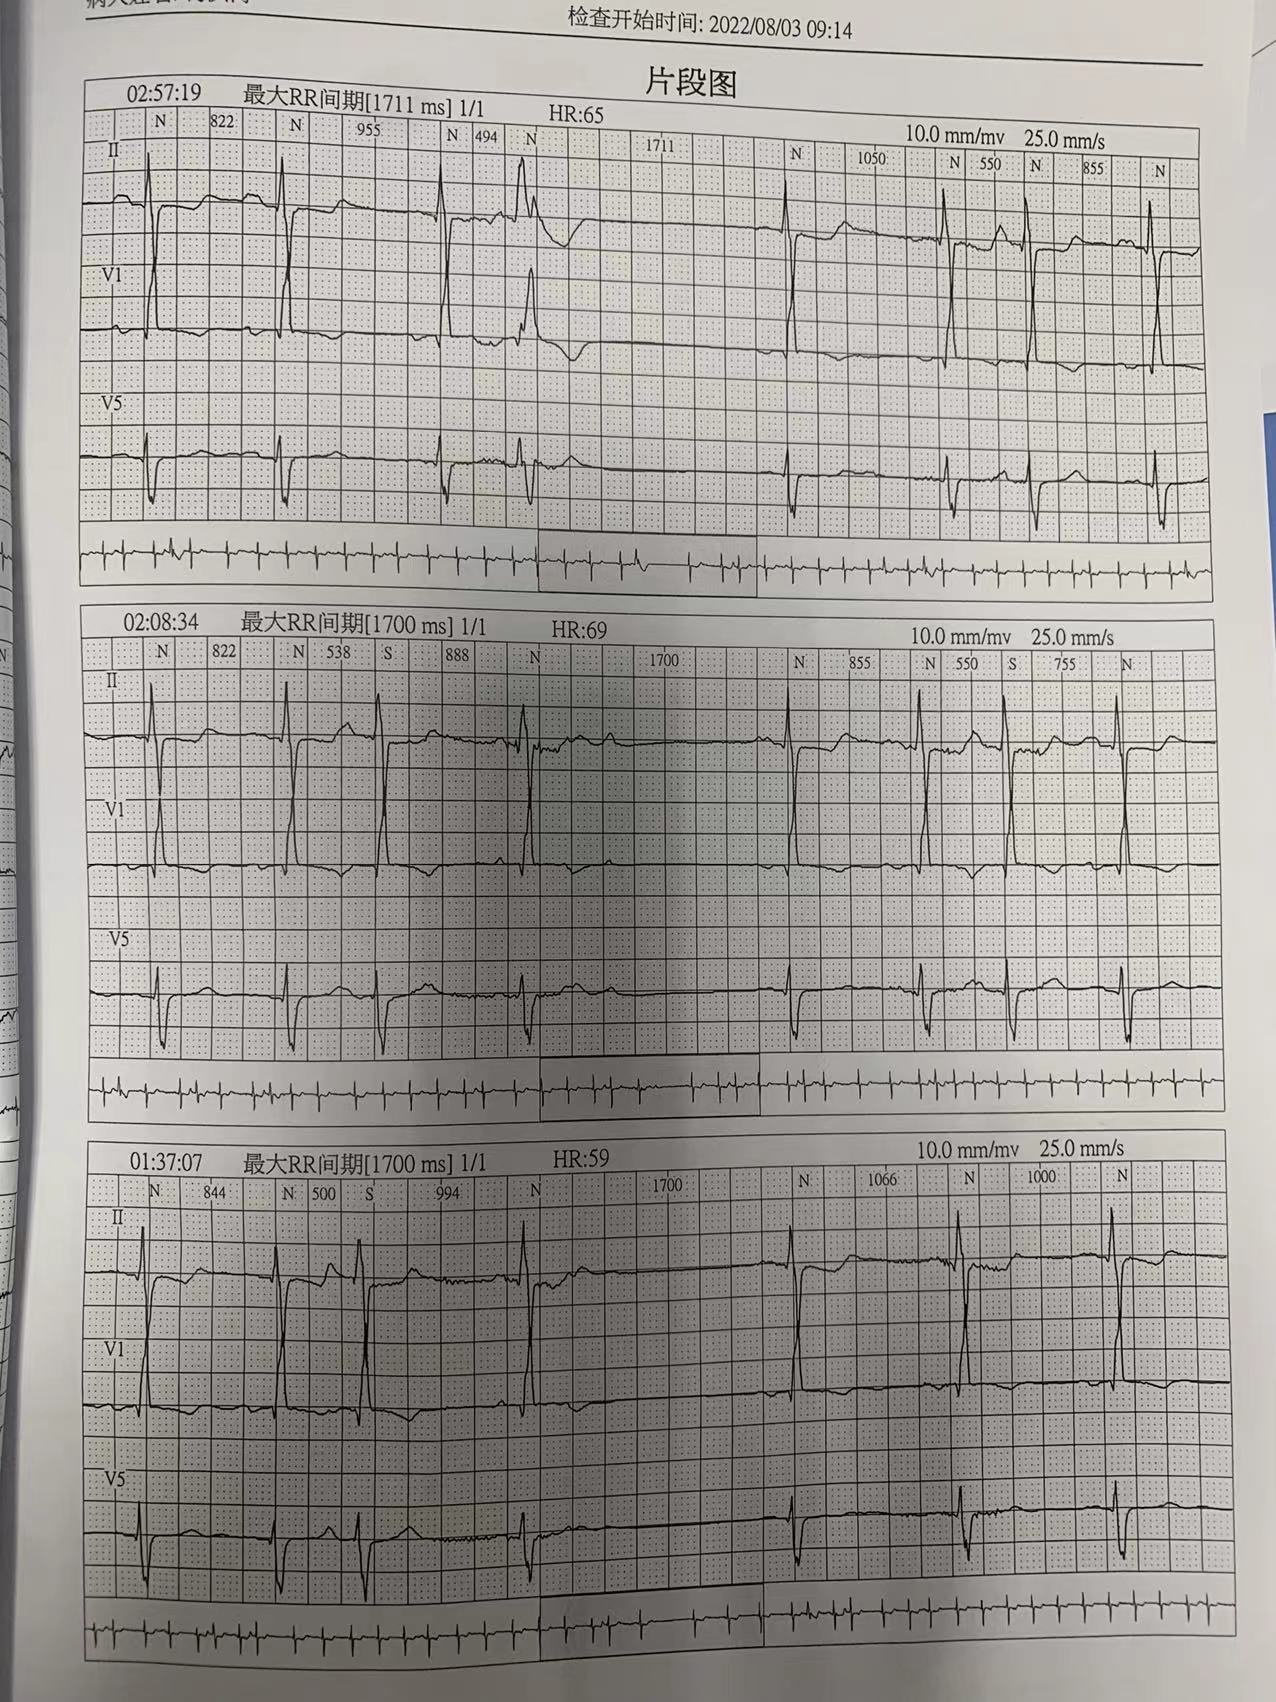 检查开始时间: 2022/08/03 09:14
片段图
02:57:19 最大RR间期[1711 ms] 1/1 HR:65 10.0 mm/mv 25.0 mm/s
N 822 N 955 N 494 N 1711 N 1050 N 550 N 855 N
II
V1
V5
02:08:34 最大RR间期[1700 ms] 1/1 HR:69 10.0 mm/mv 25.0 mm/s
N 822 N 538 S 888 N 1700 N 855 N 550 S 755 N
II
V1
V5
01:37:07 最大RR间期[1700 ms] 1/1 HR:59 10.0 mm/mv 25.0 mm/s
N 844 N 500 S 994 N 1700 N 1066 N 1000 N
II
V1
V5